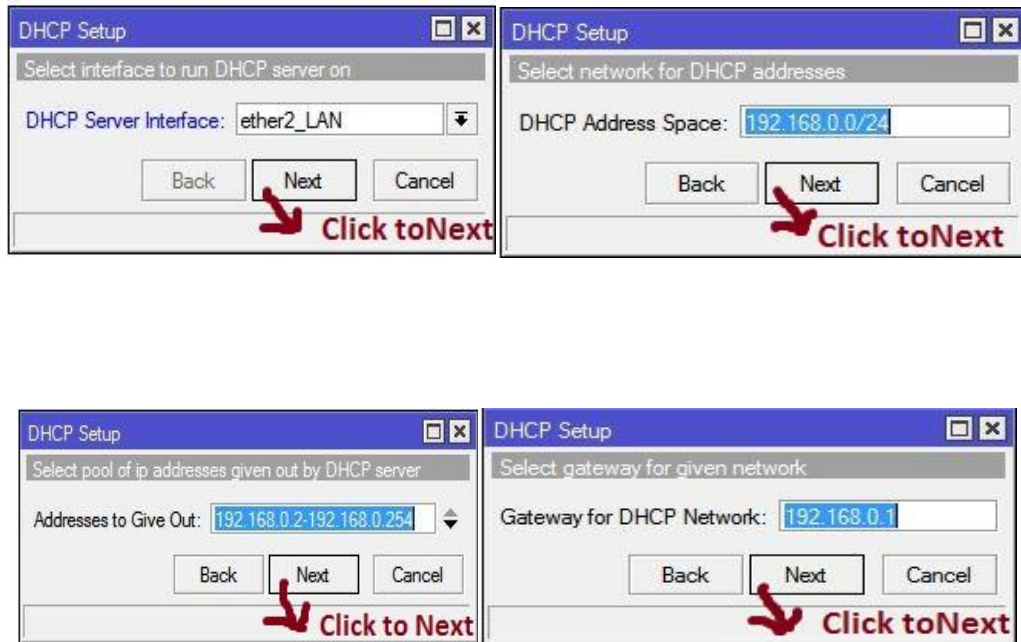 DHCP Setup
Select interface to run DHCP server on
DHCP Server Interface: ether2_LAN
Back Next Cancel
Click toNext
DHCP Setup
Select network for DHCP addresses
DHCP Address Space: 192.168.0.0/24
Back Next Cancel
Click toNext
DHCP Setup
Select pool of ip addresses given out by DHCP server
Addresses to Give Out: 192.168.0.2-192.168.0.254
Back Next Cancel
Click to Next
DHCP Setup
Select gateway for given network
Gateway for DHCP Network: 192.168.0.1
Back Next Cancel
Click toNext